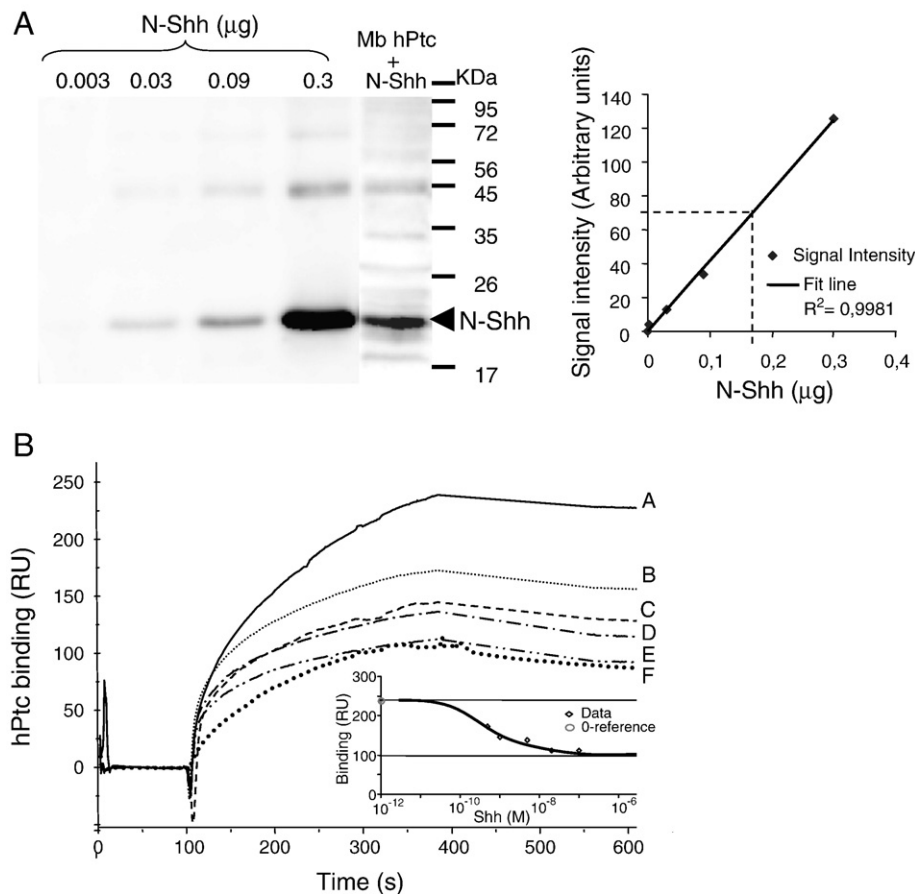 A
N-Shh (μg)
0.003 0.03 0.09 0.3
Mb hPtc
+
N-Shh
KDa
95
72
56
45
35
26
17
N-Shh
Signal intensity (Arbitrary units)
140
120
100
80
60
40
20
0
0 0,1 0,2 0,3 0,4
N-Shh (μg)
Signal Intensity
Fit line
R²= 0,9981
B
hPtc binding (RU)
250
200
150
100
50
0
0 100 200 300 400 500 600
Time (s)
A
B
C
D
E
F
Binding (RU)
300
200
100
0
10⁻¹² 10⁻¹⁰ 10⁻⁸ 10⁻⁶
Shh (M)
Data
0-reference